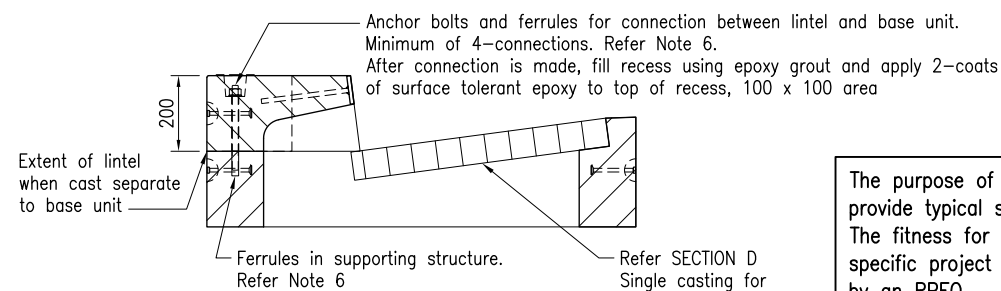 Anchor bolts and ferrules for connection between lintel and base unit.
Minimum of 4-connections. Refer Note 6.
After connection is made, fill recess using epoxy grout and apply 2-coats
of surface tolerant epoxy to top of recess, 100 x 100 area
200
Extent of lintel
when cast separate
to base unit
Ferrules in supporting structure.
Refer Note 6
Refer SECTION D
Single casting for
The purpose of
provide typical s
The fitness for
specific project
by an RPEQ